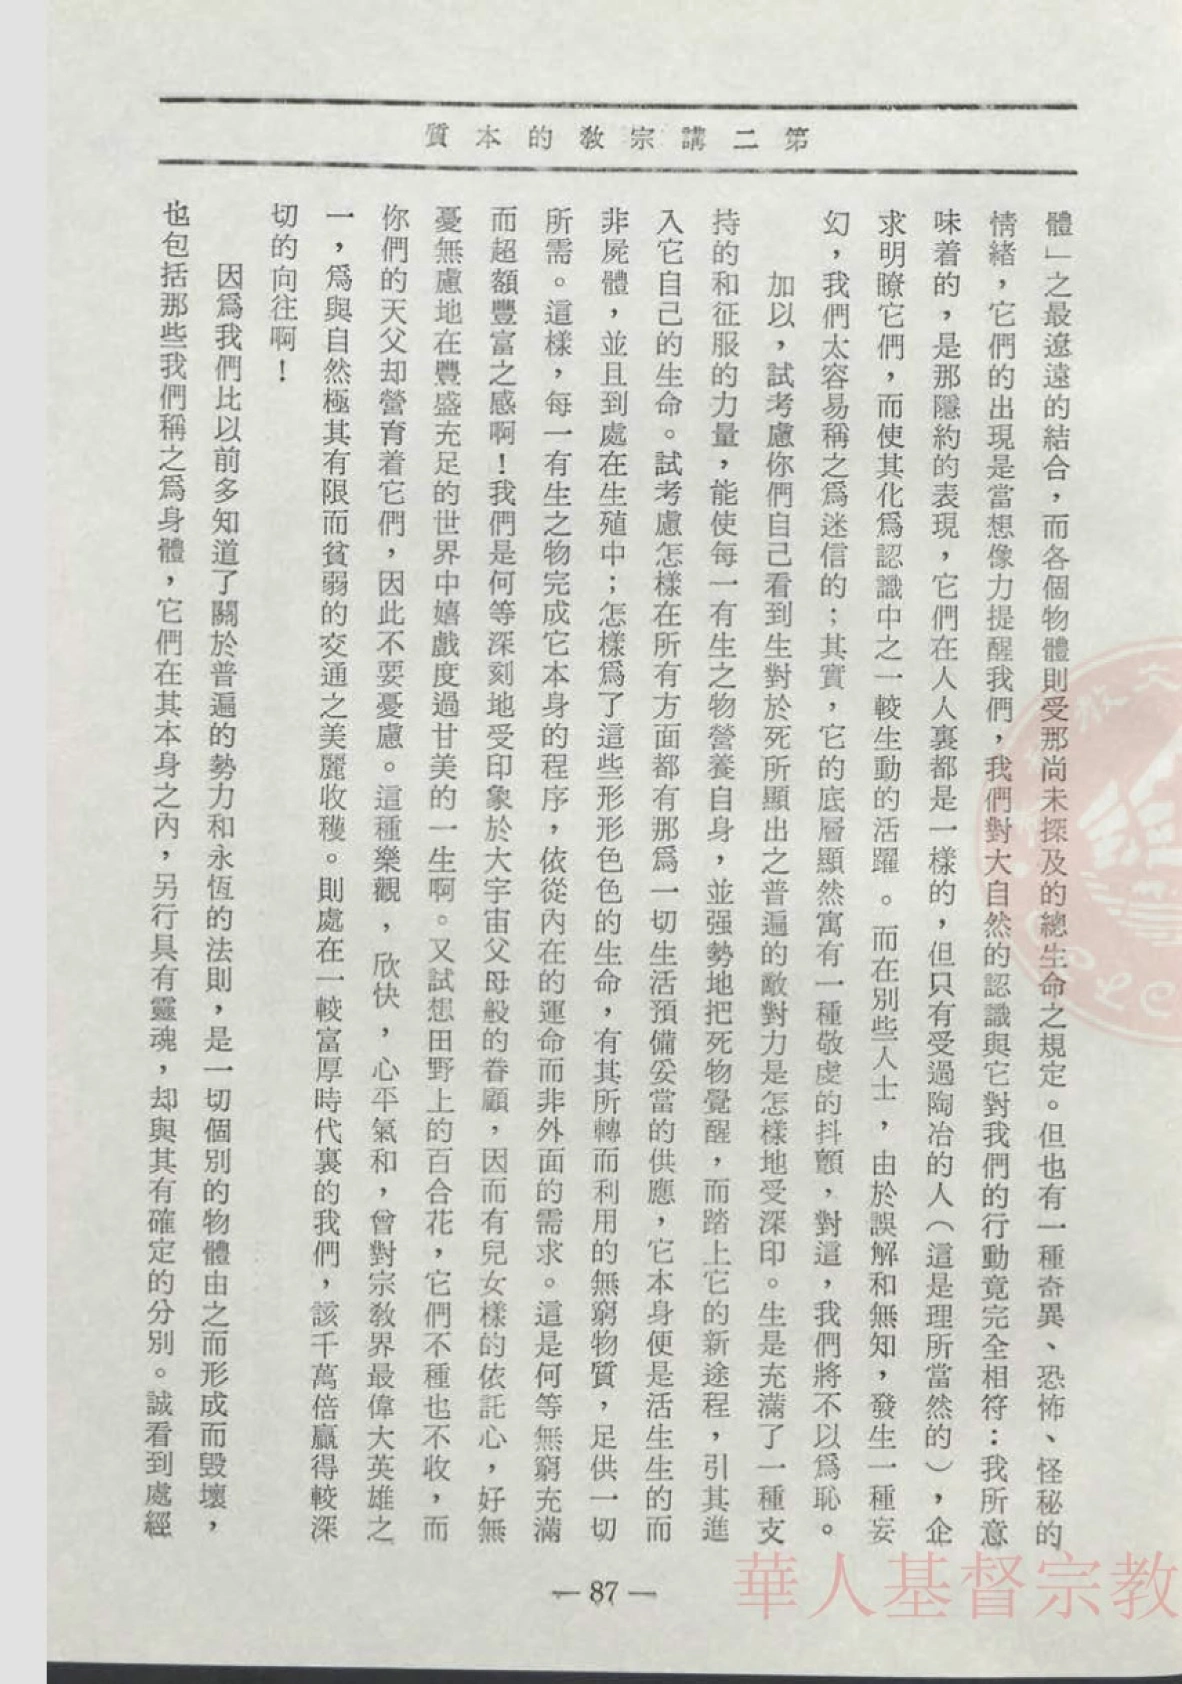 第二講宗教的本質
體」之最遼遠的結合，而各個物體則受那尚未探及的總生命之規定。但也有一種奇異、恐怖、怪秘的
情緒，它們的出現是當想像力提醒我們，我們對大自然的認識與它對我們的行動竟完全相符：我所意
味着的，是那隱約的表現，它們在人人裏都是一樣的，但只有受過陶冶的人（這是理所當然的），企
求明瞭它們，而使其化爲認識中之一較生動的活躍。而在別些人士，由於誤解和無知，發生一種妄
幻，我們太容易稱之爲迷信的；其實，它的底層顯然寓有一種敬虔的抖顫，對這，我們將不以爲恥。
加以，試考慮你們自己看到生對於死所顯出之普遍的敵對力是怎樣地受深印。生是充滿了一種支
持的和征服的力量，能使每一有生之物營養自身，並强勢地把死物覺醒，而踏上它的新途程，引其進
入它自己的生命。試考慮怎樣在所有方面都有那爲一切生活預備妥當的供應，它本身便是活生生的而
非屍體，並且到處在生殖中；怎樣爲了這些形形色色的生命，有其所轉而利用的無窮物質，足供一切
所需。這樣，每一有生之物完成它本身的程序，依從內在的運命而非外面的需求。這是何等無窮充滿
而超額豐富之感啊！我們是何等深刻地受印象於大宇宙父母般的眷顧，因而有兒女樣的依託心，好無
憂無慮地在豐盛充足的世界中嬉戲度過甘美的一生啊。又試想田野上的百合花，它們不種也不收，而
你們的天父却營育着它們，因此不要憂慮。這種樂觀，欣快，心平氣和，曾對宗教界最偉大英雄之
一，爲與自然極其有限而貧弱的交通之美麗收穫。則處在一較富厚時代裏的我們，該千萬倍贏得較深
切的向往啊！
因爲我們比以前多知道了關於普遍的勢力和永恆的法則，是一切個別的物體由之而形成而毀壞，
也包括那些我們稱之爲身體，它們在其本身之內，另行具有靈魂，却與其有確定的分別。誠看到處經
— 87 —
華人基督宗教